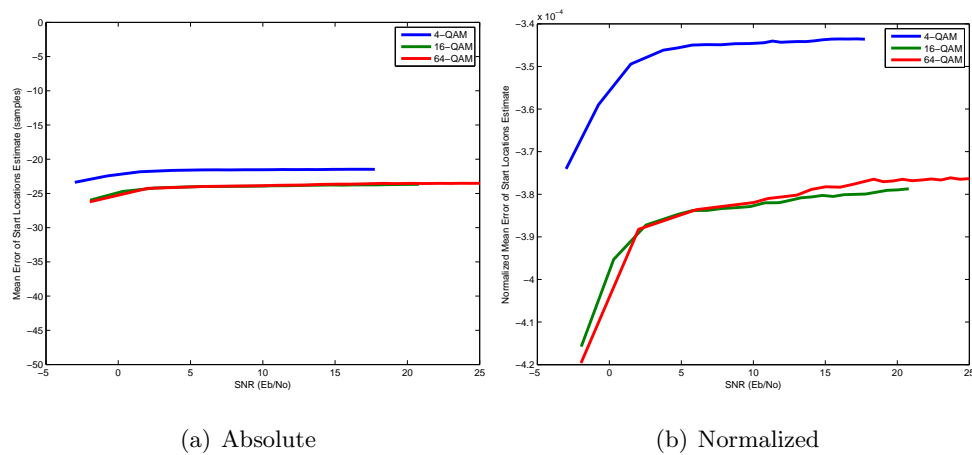 0
−5
−10
−15
−20
−25
−30
−35
−40
−45
−50
Mean Error of Start Locations Estimate (samples)
−5 0 5 10 15 20 25
SNR (Eb/No)
4−QAM
16−QAM
64−QAM
(a) Absolute
x 10⁻⁴
−3.4
−3.5
−3.6
−3.7
−3.8
−3.9
−4
−4.1
−4.2
Normalized Mean Error of Start Locations Estimate
−5 0 5 10 15 20 25
SNR (Eb/No)
4−QAM
16−QAM
64−QAM
(b) Normalized